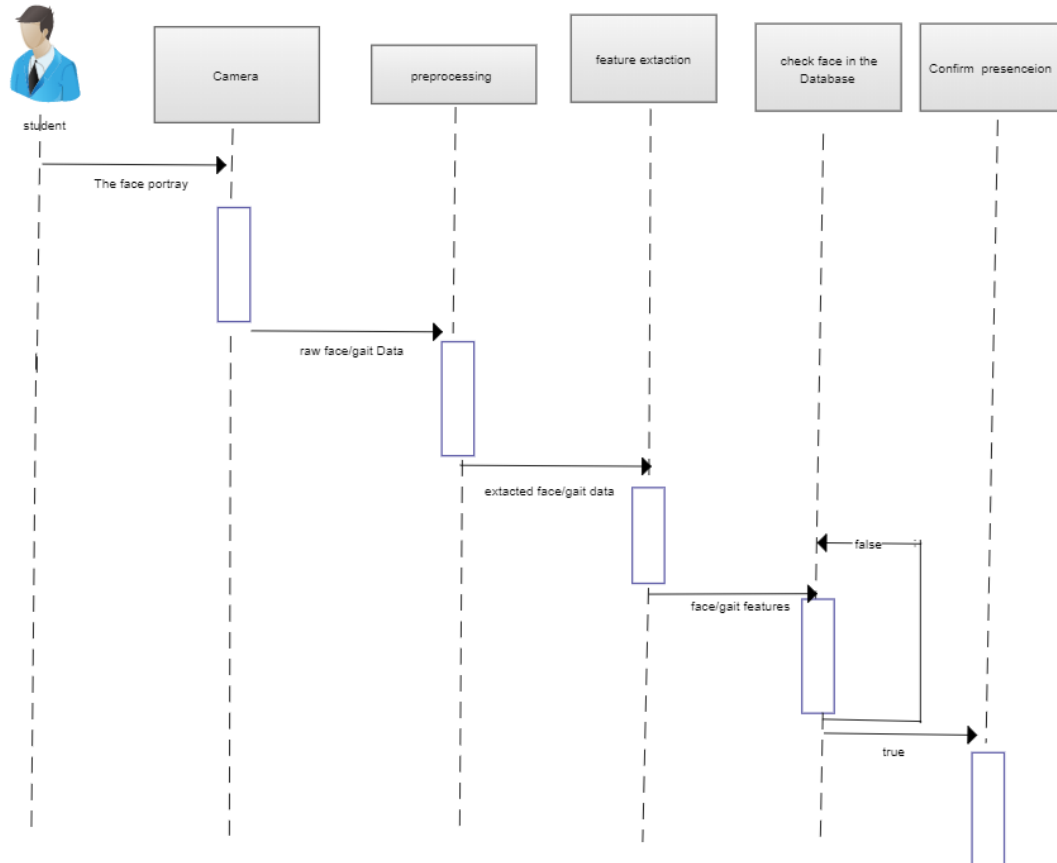 student
Camera
preprocessing
feature extaction
check face in the
Database
Confirm presenceion
The face portray
raw face/gait Data
extacted face/gait data
false
face/gait features
true